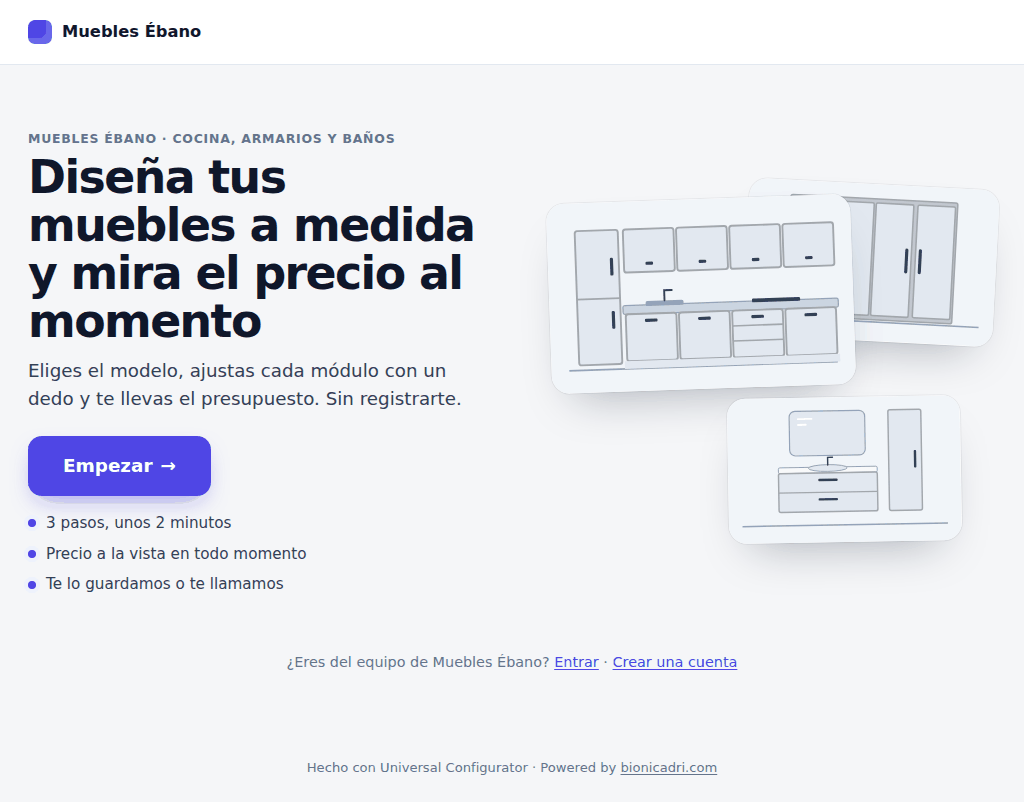 Muebles Ébano
MUEBLES ÉBANO · COCINA, ARMARIOS Y BAÑOS
Diseña tus
muebles a medida
y mira el precio al
momento
Eliges el modelo, ajustas cada módulo con un
dedo y te llevas el presupuesto. Sin registrarte.
Empezar →
3 pasos, unos 2 minutos
Precio a la vista en todo momento
Te lo guardamos o te llamamos
¿Eres del equipo de Muebles Ébano? Entrar · Crear una cuenta
Hecho con Universal Configurator · Powered by bionicadri.com